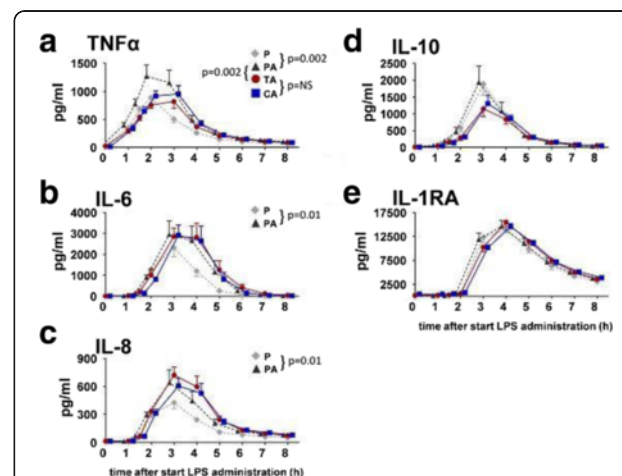 a TNFα
P
PA
TA
CA
p=0.002
p=0.002
p=NS
1500
1000
500
0
pg/ml
0 1 2 3 4 5 6 7 8
b IL-6
P
PA
p=0.01
4000
3000
2000
1000
0
pg/ml
0 1 2 3 4 5 6 7 8
c IL-8
P
PA
p=0.01
900
600
300
0
pg/ml
0 1 2 3 4 5 6 7 8
time after start LPS administration (h)
d IL-10
2500
2000
1500
1000
500
0
pg/ml
0 1 2 3 4 5 6 7 8
e IL-1RA
17500
12500
7500
2500
pg/ml
0 1 2 3 4 5 6 7 8
time after start LPS administration (h)